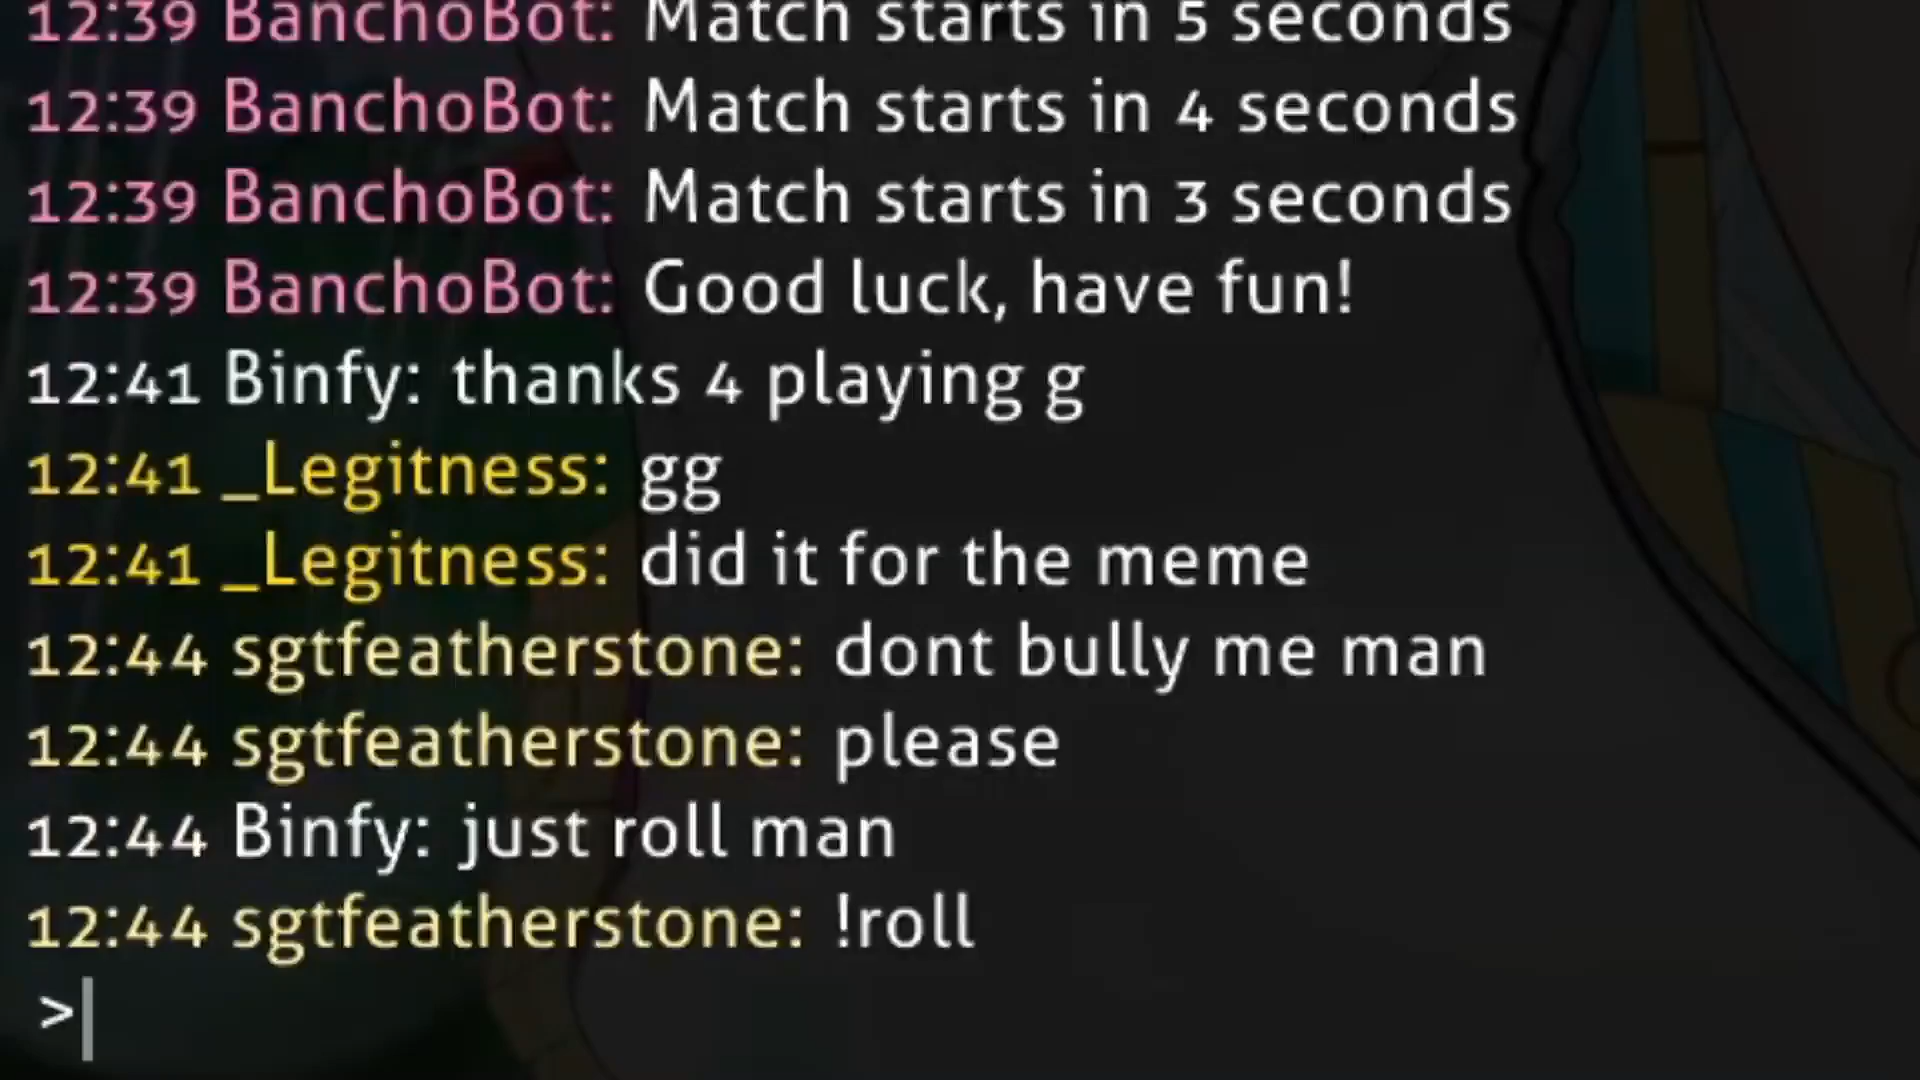 12:39 BanchoBot: Match starts in 5 seconds
12:39 BanchoBot: Match starts in 4 seconds
12:39 BanchoBot: Match starts in 3 seconds
12:39 BanchoBot: Good luck, have fun!
12:41 Binfy: thanks 4 playing g
12:41 _Legitness: gg
12:41 _Legitness: did it for the meme
12:44 sgtfeatherstone: dont bully me man
12:44 sgtfeatherstone: please
12:44 Binfy: just roll man
12:44 sgtfeatherstone: !roll
>